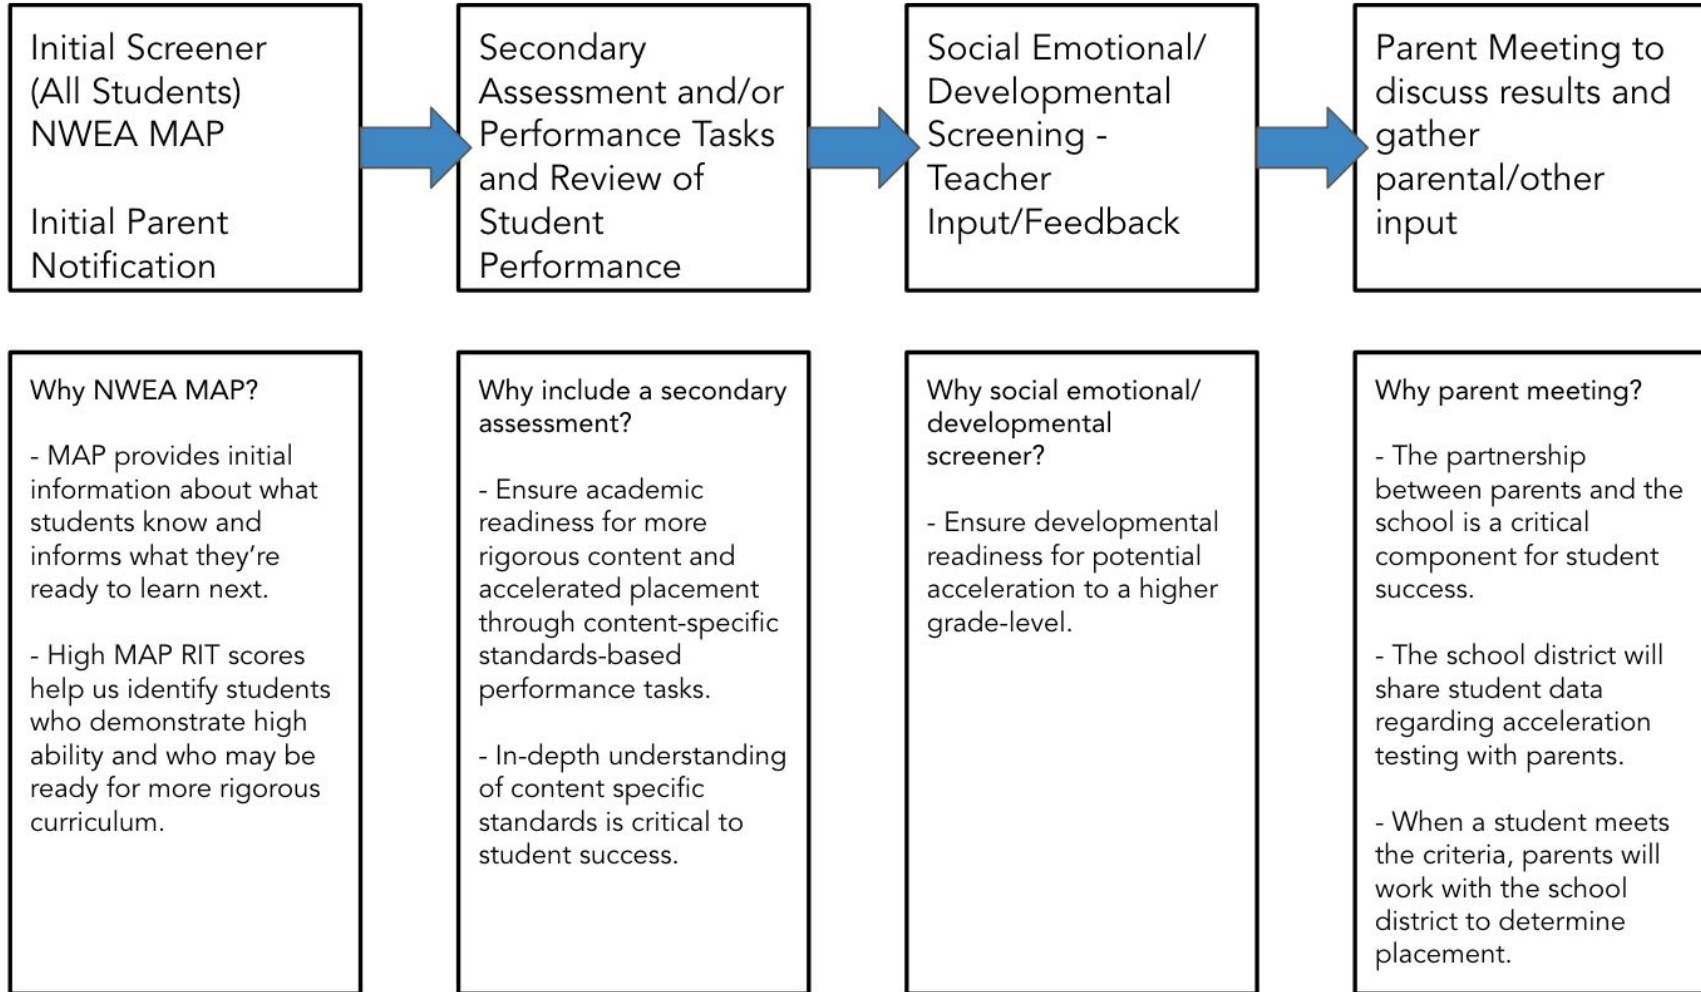 Initial Screener
(All Students)
NWEA MAP
Initial Parent
Notification
Secondary
Assessment and/or
Performance Tasks
and Review of
Student
Performance
Social Emotional/
Developmental
Screening -
Teacher
Input/Feedback
Parent Meeting to
discuss results and
gather
parental/other
input
Why NWEA MAP?
- MAP provides initial
information about what
students know and
informs what they’re
ready to learn next.
- High MAP RIT scores
help us identify students
who demonstrate high
ability and who may be
ready for more rigorous
curriculum.
Why include a secondary
assessment?
- Ensure academic
readiness for more
rigorous content and
accelerated placement
through content-specific
standards-based
performance tasks.
- In-depth understanding
of content specific
standards is critical to
student success.
Why social emotional/
developmental
screener?
- Ensure developmental
readiness for potential
acceleration to a higher
grade-level.
Why parent meeting?
- The partnership
between parents and the
school is a critical
component for student
success.
- The school district will
share student data
regarding acceleration
testing with parents.
- When a student meets
the criteria, parents will
work with the school
district to determine
placement.